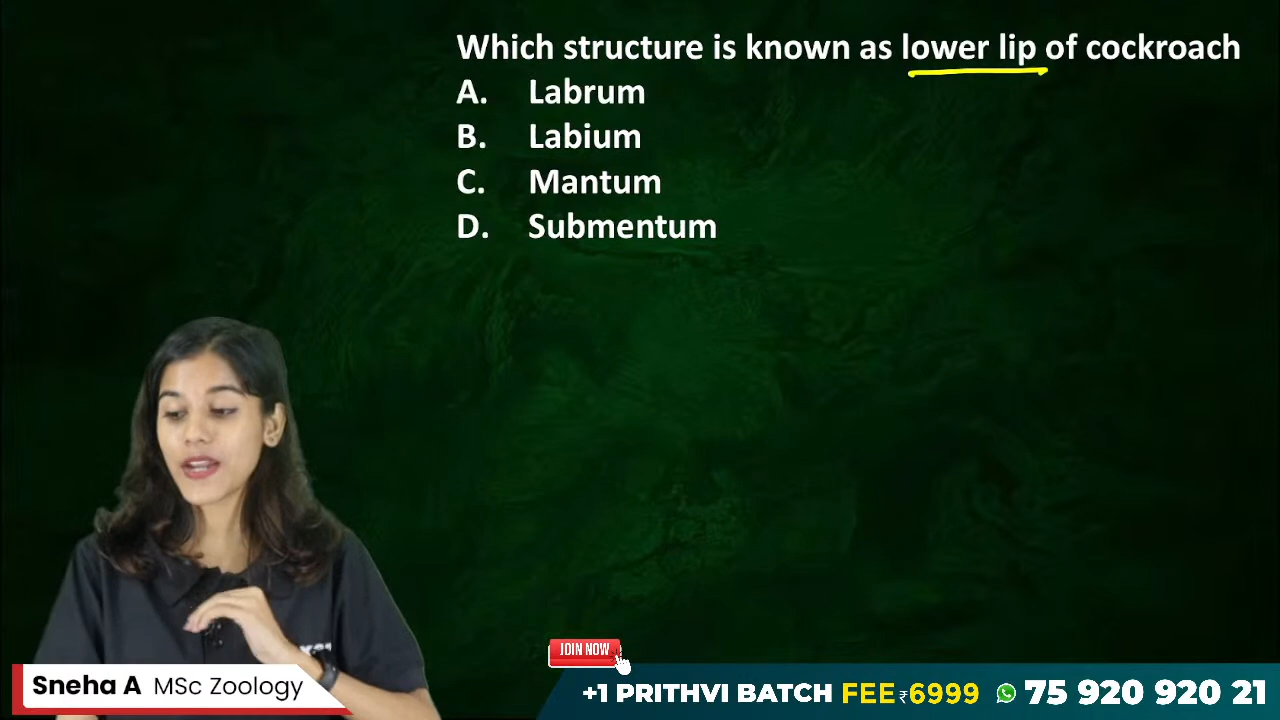 Which structure is known as lower lip of cockroach
A. Labrum
B. Labium
C. Mantum
D. Submentum
JOIN NOW
Sneha A MSc Zoology
+1 PRITHVI BATCH FEE ₹6999 75 920 920 21